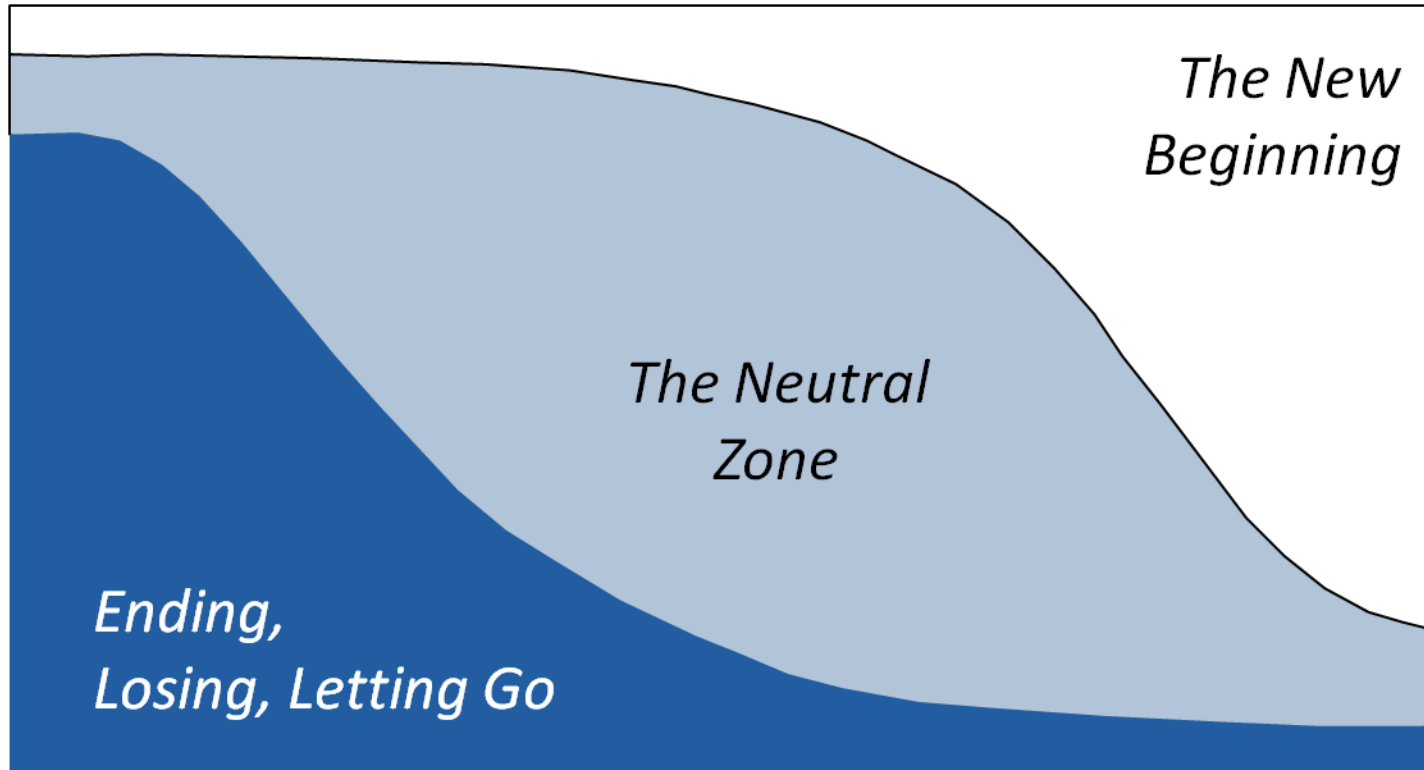 The New
Beginning
The Neutral
Zone
Ending,
Losing, Letting Go